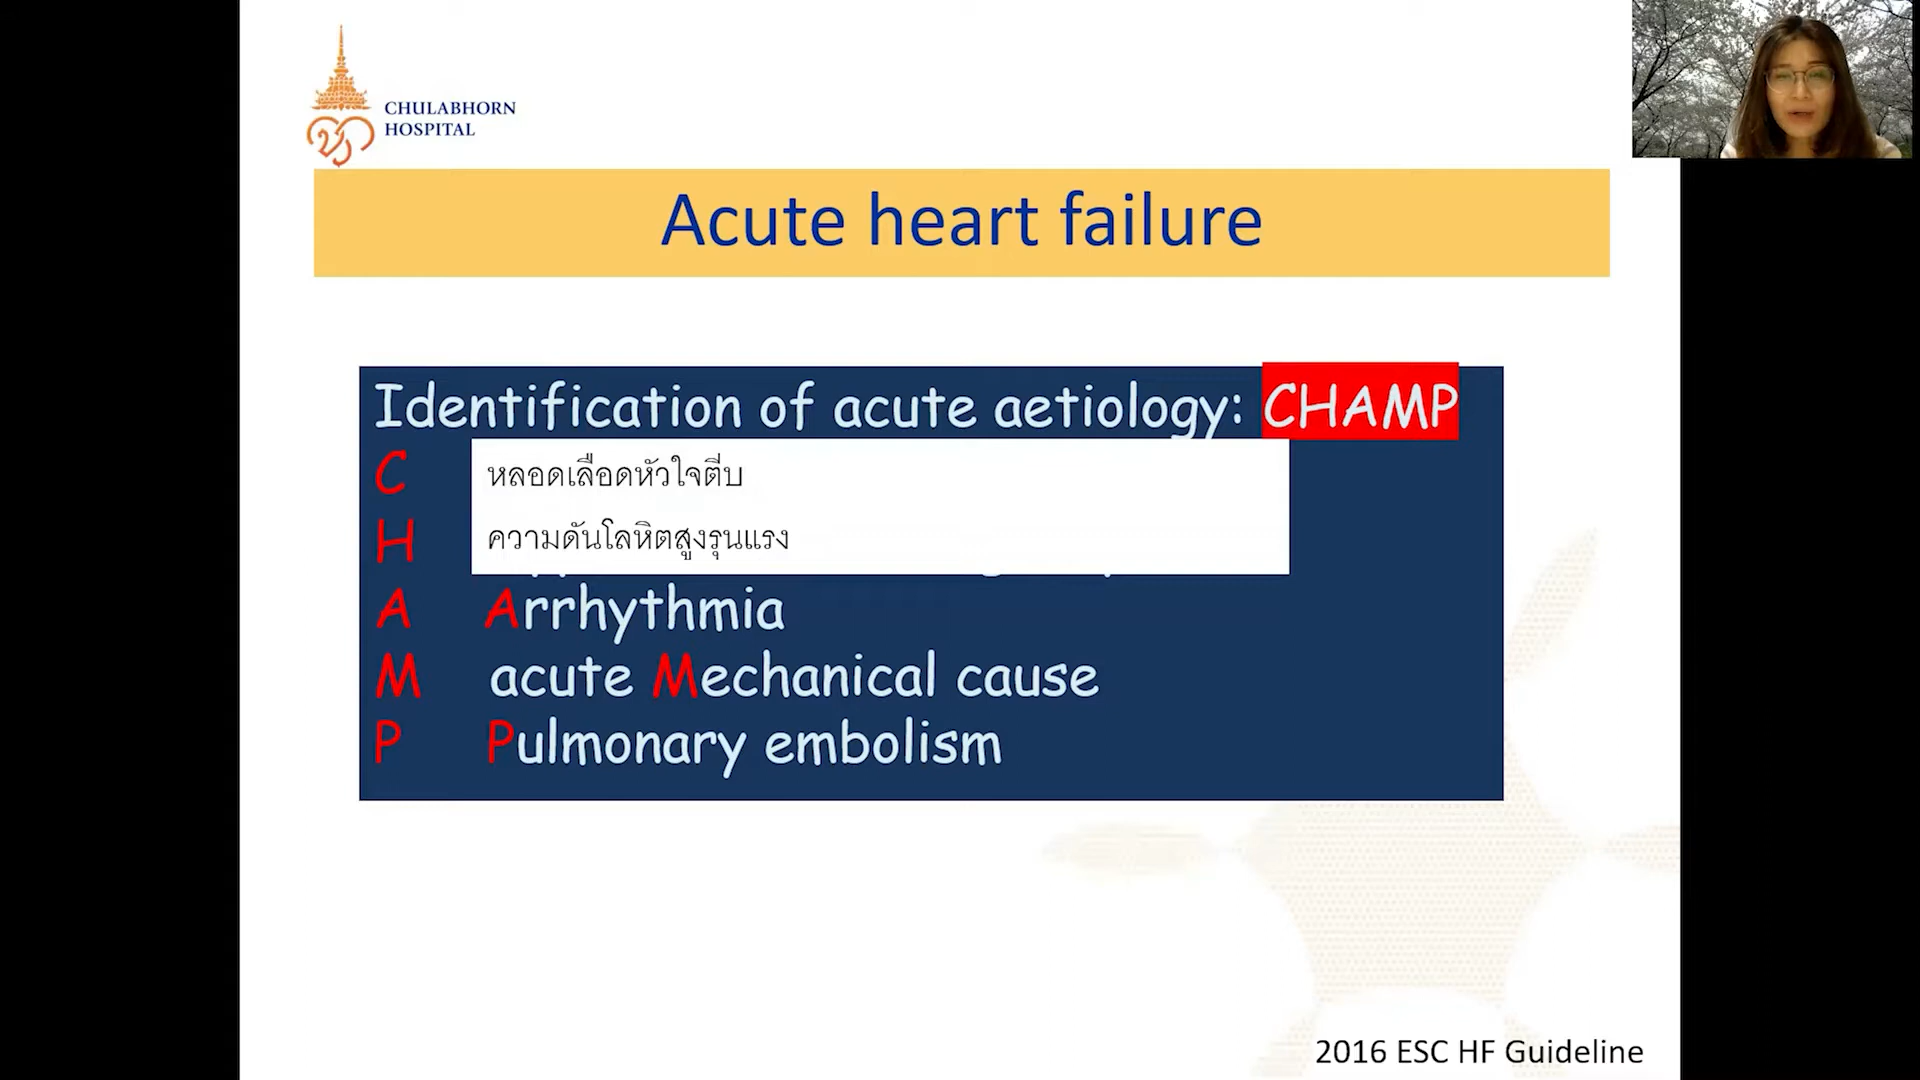 CHULABHORN
HOSPITAL
Acute heart failure
Identification of acute aetiology: CHAMP
C หลอดเลือดหัวใจตีบ
H ความดันโลหิตสูงรุนแรง
A Arrhythmia
M acute Mechanical cause
P Pulmonary embolism
2016 ESC HF Guideline